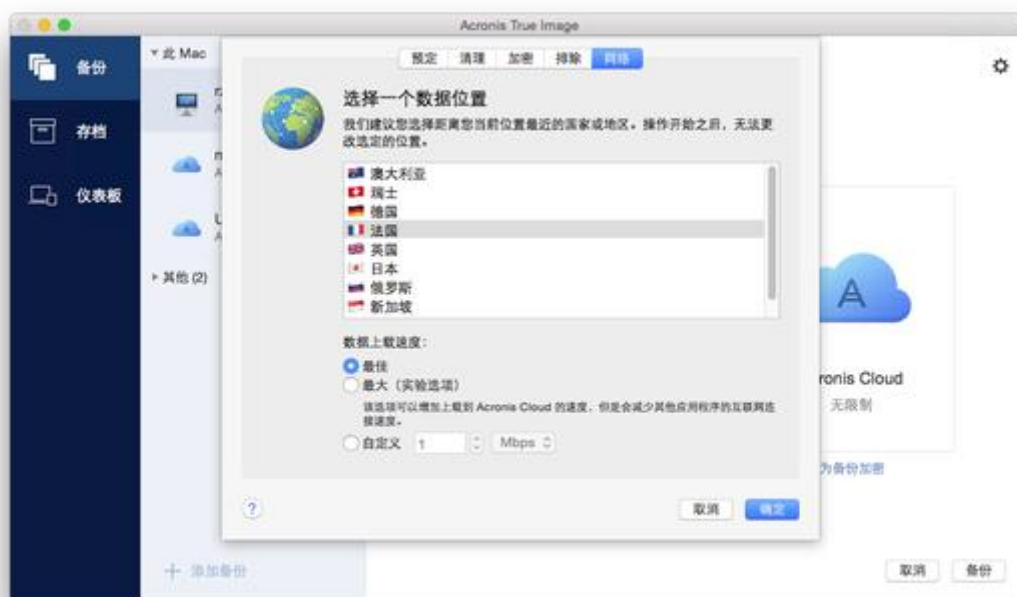 Acronis True Image
备份
存档
仪表板
此 Mac
其他 (2)
添加备份
预定 清理 加密 排除 网络
选择一个数据位置
我们建议您选择距离您当前位置最近的国家或地区。操作开始之后，无法更
改选定的位置。
澳大利亚
瑞士
德国
法国
英国
日本
俄罗斯
新加坡
数据上载速度：
最佳
最大（实验选项）
该选项可以增加上载到 Acronis Cloud 的速度，但是会减少其他应用程序的互联网连
接速度。
自定义 1 Mbps
?
取消 确定
ronis Cloud
无限制
为备份加密
取消 备份